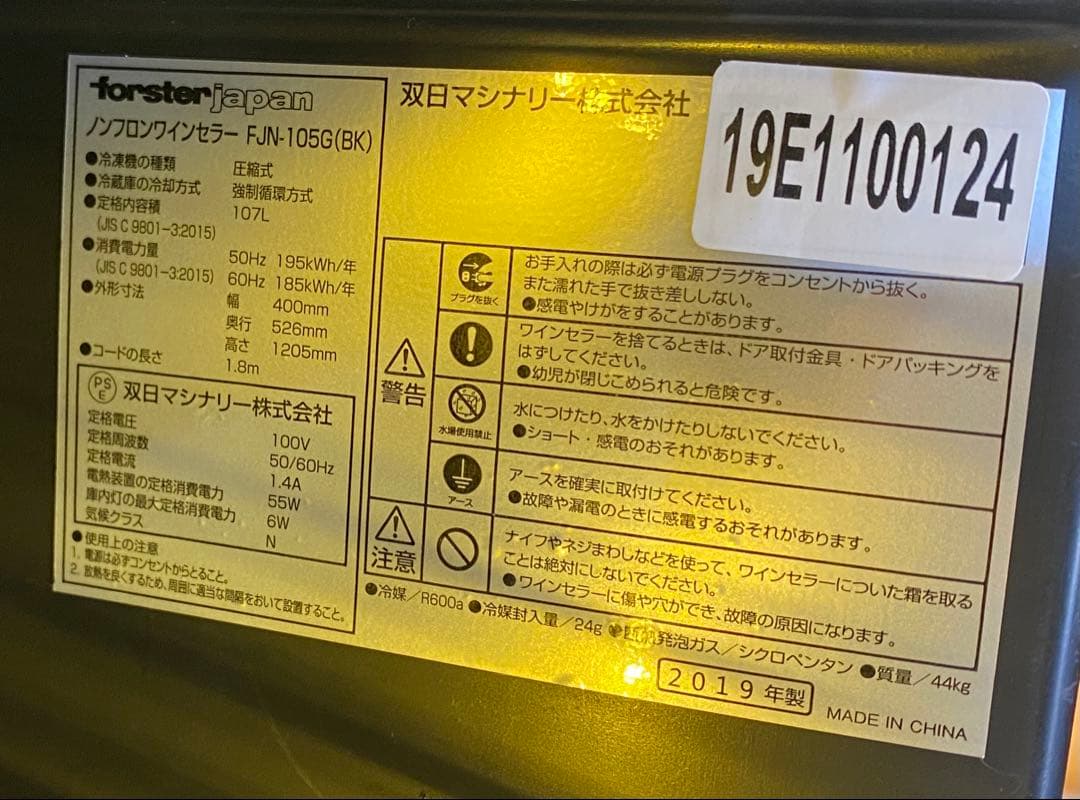 forsterjapan
ノンフロンワインセラー FJN-105G(BK)
●冷凍機の種類 圧縮式
●冷蔵庫の冷却方式 強制循環方式
●定格内容積 107L
(JIS C 9801-3:2015)
●消費電力量 50Hz 195kWh/年
(JIS C 9801-3:2015) 60Hz 185kWh/年
●外形寸法 幅 400mm
奥行 526mm
高さ 1205mm
●コードの長さ 1.8m
PS
E
双日マシナリー株式会社
定格電圧 100V
定格周波数 50/60Hz
定格電流 1.4A
電熱装置の定格消費電力 55W
庫内灯の最大定格消費電力 6W
気候クラス N
●使用上の注意
1. 電源は必ずコンセントからとること。
2. 放熱を良くするため、周囲に適当な間隔をおいて設置すること。
双日マシナリー株式会社
19E1100124
警告
プラグを抜く
お手入れの際は必ず電源プラグをコンセントから抜く。
また濡れた手で抜き差ししない。
●感電やけがをすることがあります。
ワインセラーを捨てるときは、ドア取付金具・ドアパッキングを
はずしてください。
●幼児が閉じこめられると危険です。
水場使用禁止
水につけたり、水をかけたりしないでください。
●ショート・感電のおそれがあります。
アース
アースを確実に取付けてください。
●故障や漏電のときに感電するおそれがあります。
注意
ナイフやネジまわしなどを使って、ワインセラーについた霜を取る
ことは絶対にしないでください。
●ワインセラーに傷や穴ができ、故障の原因になります。
●冷媒/R600a ●冷媒封入量/24g 発泡ガス/シクロペンタン ●質量/44kg
2019年製
MADE IN CHINA